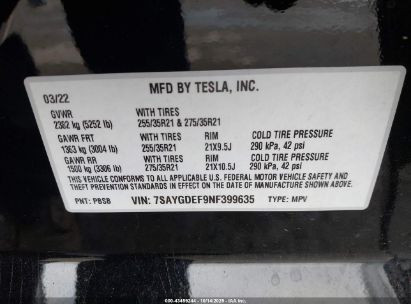 MFD BY TESLA, INC.
03/22
GVWR WITH TIRES
2382 kg (5252 lb) 255/35R21 & 275/35R21
GAWR FRT WITH TIRES RIM COLD TIRE PRESSURE
1363 kg (3004 lb) 255/35R21 21X9.5J 290 kPa, 42 psi
GAWR RR WITH TIRES RIM COLD TIRE PRESSURE
1500 kg (3306 lb) 275/35R21 21X10.5J 290 kPa, 42 psi
THIS VEHICLE CONFORMS TO ALL APPLICABLE U.S. FEDERAL MOTOR VEHICLE SAFETY AND
THEFT PREVENTION STANDARDS IN EFFECT ON THE DATE OF MANUFACTURE SHOWN ABOVE.
PNT: PBSB VIN: 7SAYGDEF9NF399635 TYPE: MPV